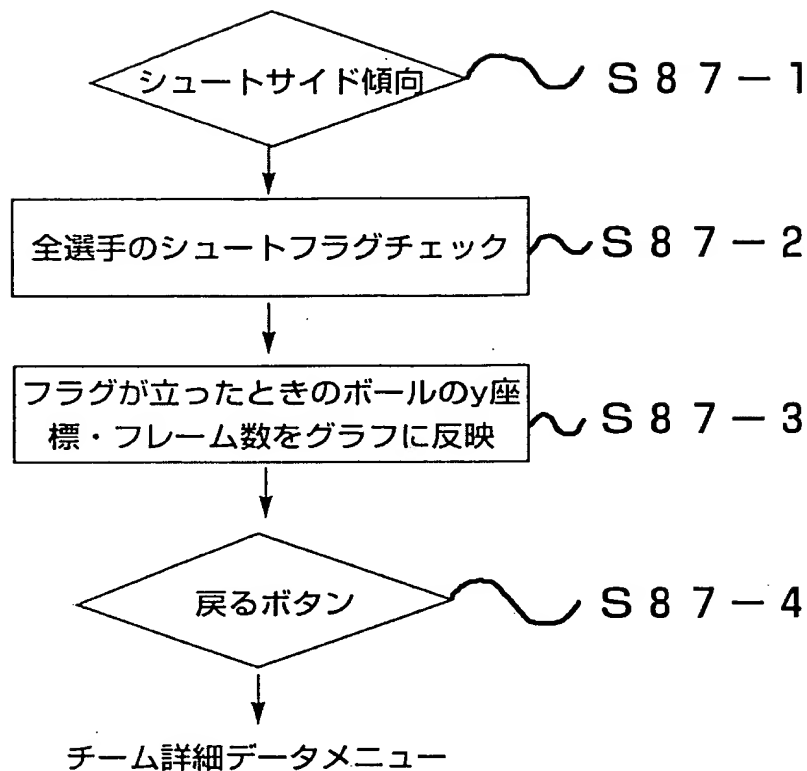 シュートサイド傾向
S87-1
全選手のシュートフラグチェック
S87-2
フラグが立ったときのボールのy座
標・フレーム数をグラフに反映
S87-3
戻るボタン
S87-4
チーム詳細データメニュー